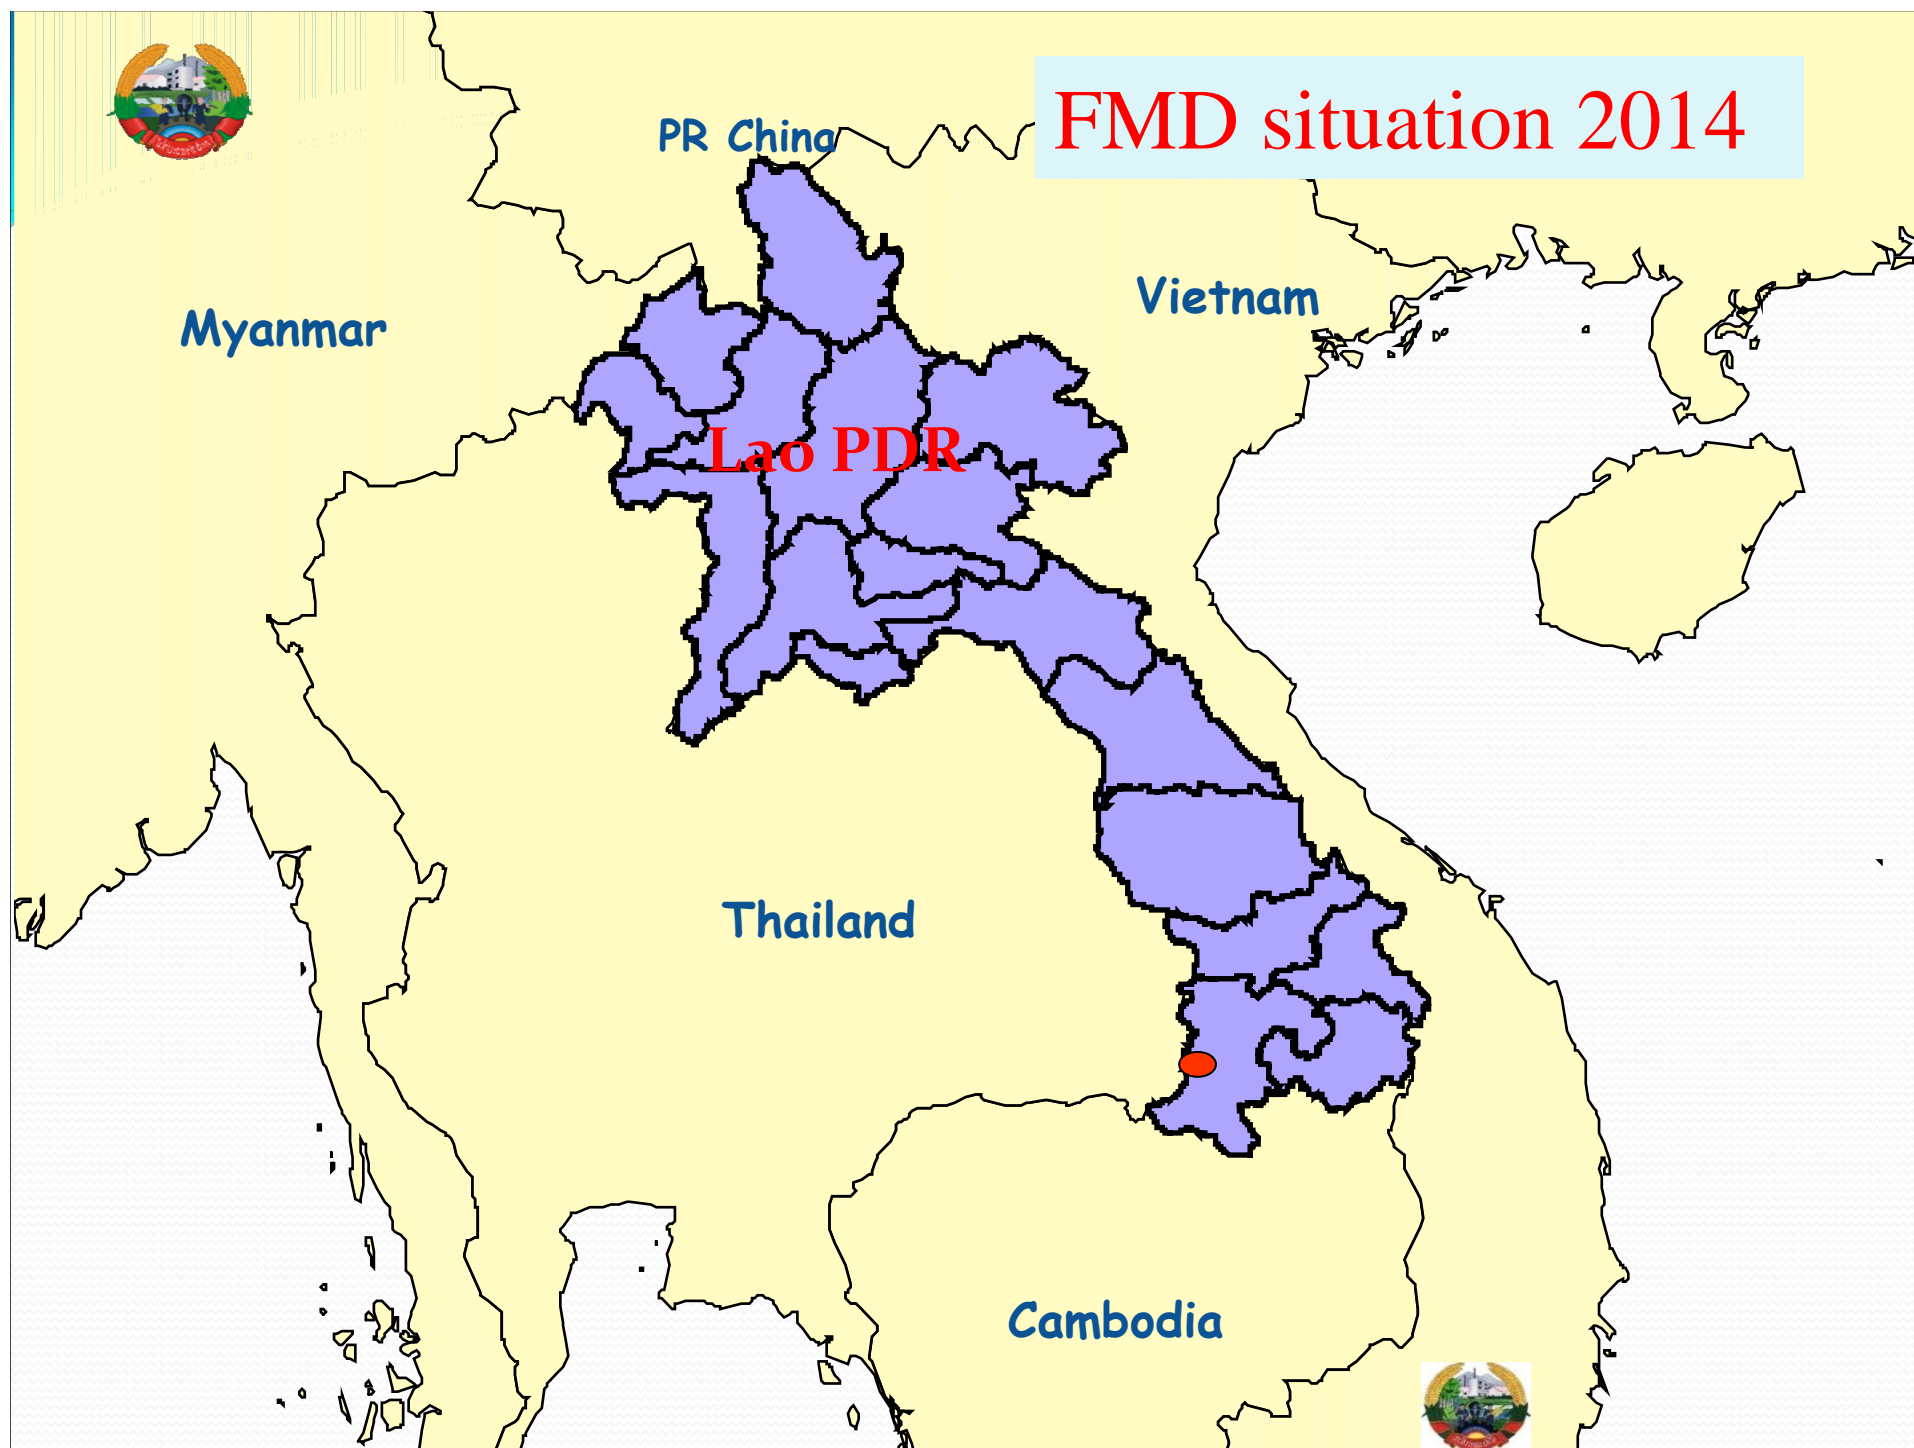 FMD situation 2014
PR China
Vietnam
Myanmar
Lao PDR
Thailand
Cambodia